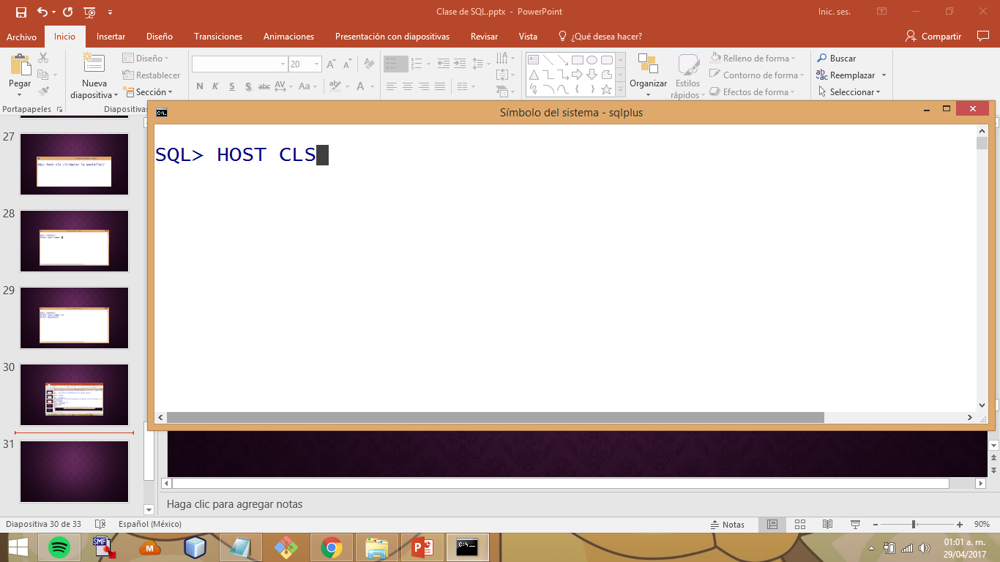 Clase de SQL.pptx - PowerPoint
Inic. ses.
Archivo
Inicio
Insertar
Diseño
Transiciones
Animaciones
Presentación con diapositivas
Revisar
Vista
¿Qué desea hacer?
Compartir
Pegar
Portapapeles
Nueva
diapositiva
Diseño
Restablecer
Sección
Diapositivas
20
N K S S abc AV Aa
A
Organizar
Estilos
rápidos
Relleno de forma
Contorno de forma
Efectos de forma
Buscar
Reemplazar
Seleccionar
Símbolo del sistema - sqlplus
SQL> HOST CLS
27
SQL> host cls //Limpiar la pantalla//
28
29
30
31
Haga clic para agregar notas
Diapositiva 30 de 33
Español (México)
Notas
90%
SMF
01:01 a. m.
29/04/2017